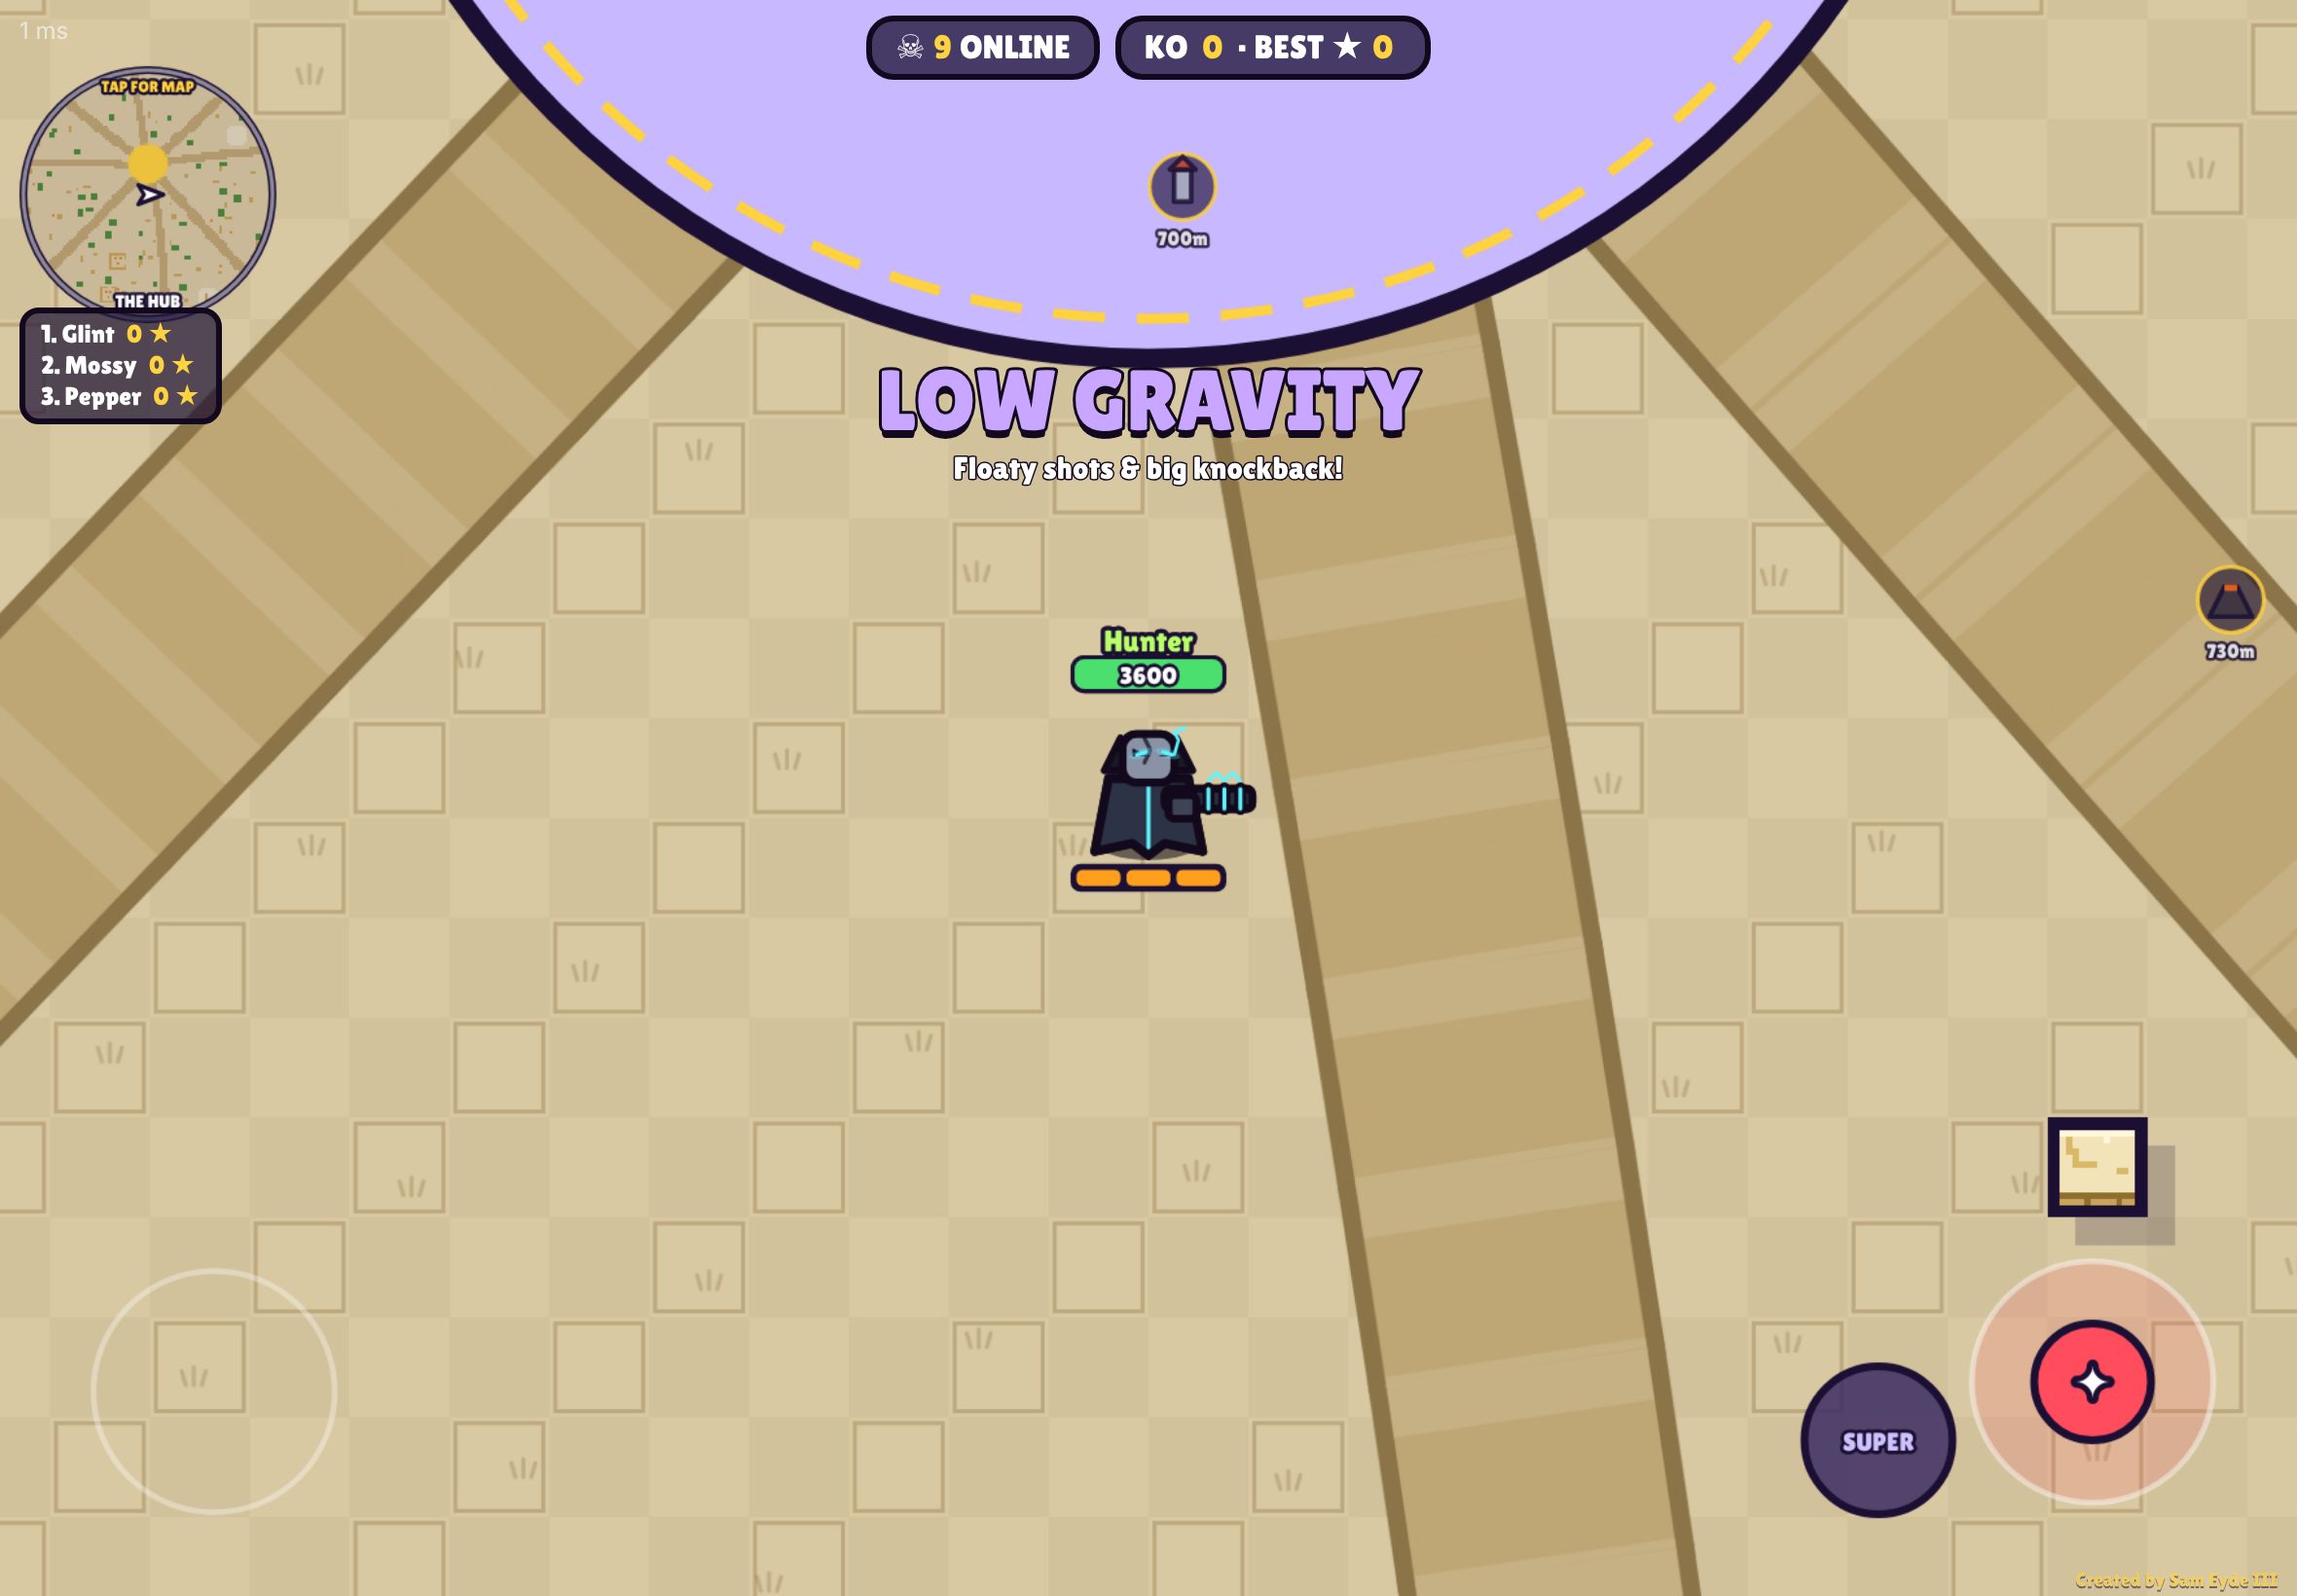 1 ms
☠ 9 ONLINE
KO 0 · BEST ★ 0
TAP FOR MAP
THE HUB
1. Glint 0 ★
2. Mossy 0 ★
3. Pepper 0 ★
700m
LOW GRAVITY
Floaty shots & big knockback!
730m
Hunter
3600
SUPER
Created by Sam Eyde III